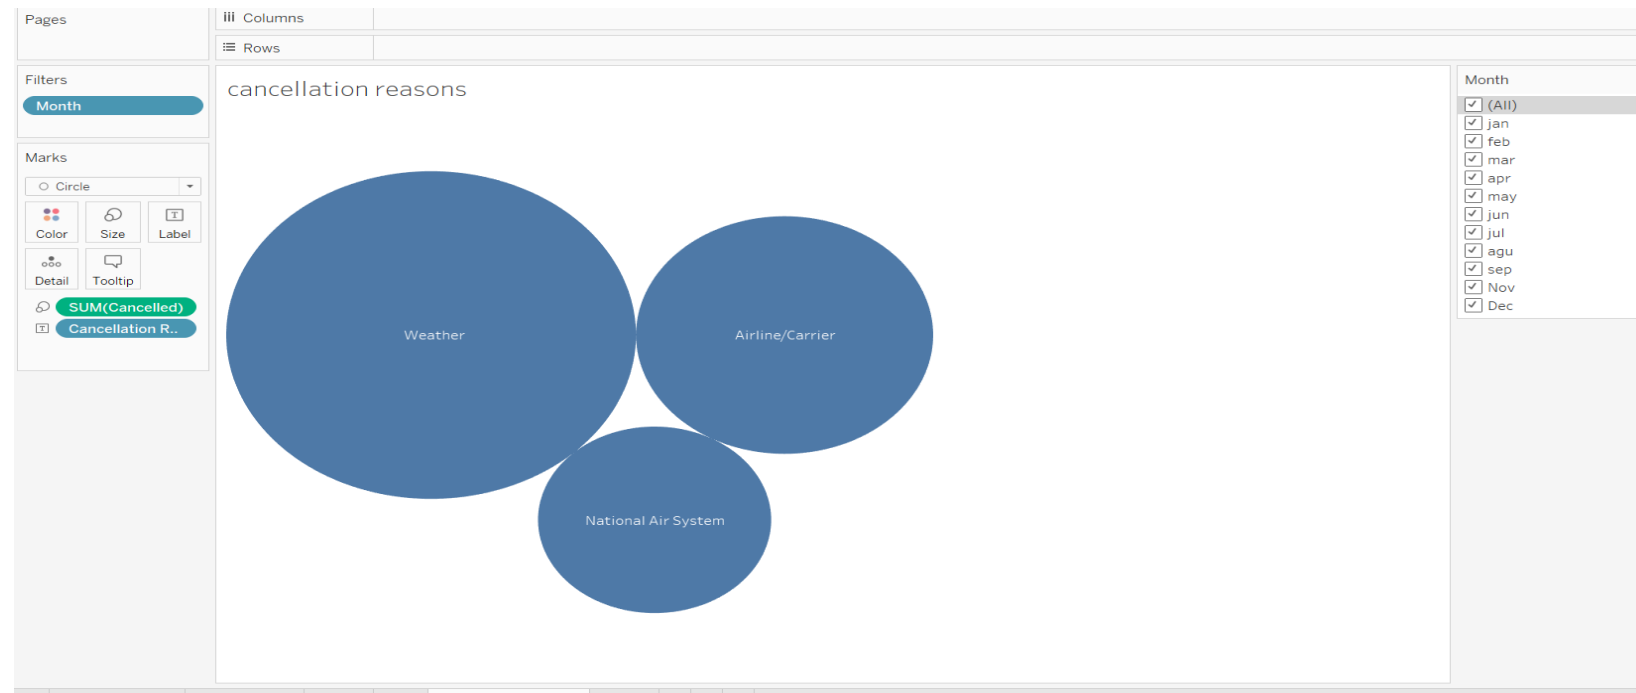 Pages
Columns
Rows
Filters
Month
cancellation reasons
Month
(All)
jan
feb
mar
apr
may
jun
jul
agu
sep
Nov
Dec
Marks
Circle
Color Size Label
Detail Tooltip
SUM(Cancelled)
Cancellation R..
Weather
Airline/Carrier
National Air System